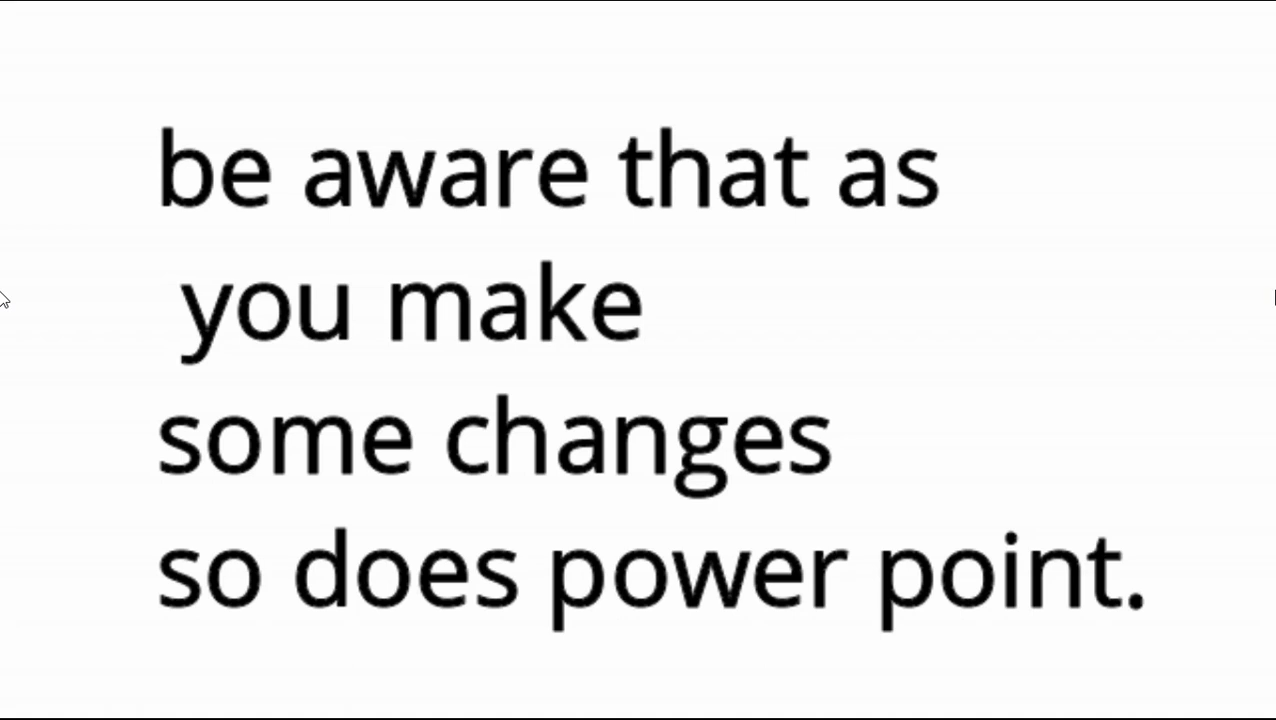 be aware that as
you make
some changes
so does power point.